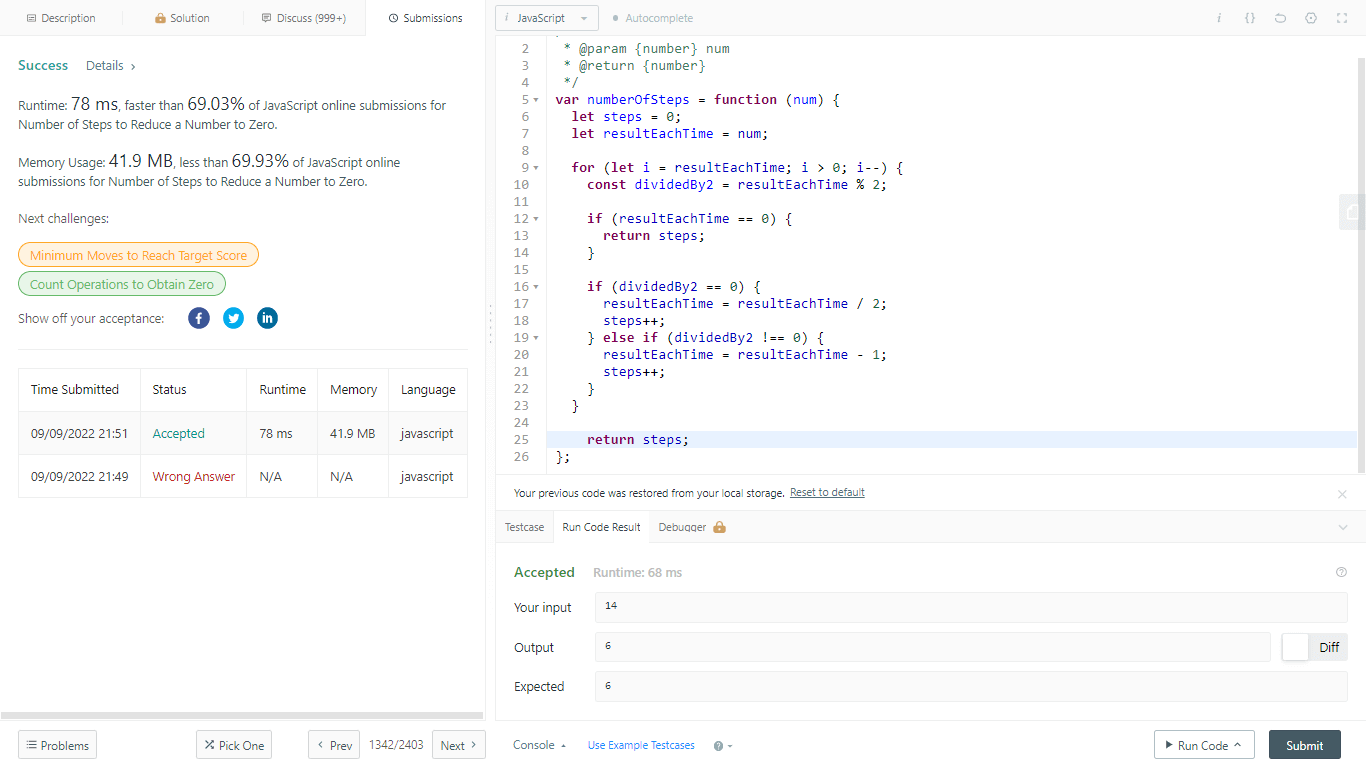 Description
Solution
Discuss (999+)
Submissions
Success
Details ›
Runtime: 78 ms, faster than 69.03% of JavaScript online submissions for
Number of Steps to Reduce a Number to Zero.
Memory Usage: 41.9 MB, less than 69.93% of JavaScript online
submissions for Number of Steps to Reduce a Number to Zero.
Next challenges:
Minimum Moves to Reach Target Score
Count Operations to Obtain Zero
Show off your acceptance:
Time Submitted Status Runtime Memory Language
09/09/2022 21:51 Accepted 78 ms 41.9 MB javascript
09/09/2022 21:49 Wrong Answer N/A N/A javascript
Problems
Pick One
Prev
1342/2403
Next
i JavaScript
Autocomplete
i {}
2 * @param {number} num
3 * @return {number}
4 */
5 var numberOfSteps = function (num) {
6 let steps = 0;
7 let resultEachTime = num;
8
9 for (let i = resultEachTime; i > 0; i--) {
10 const dividedBy2 = resultEachTime % 2;
11
12 if (resultEachTime == 0) {
13 return steps;
14 }
15
16 if (dividedBy2 == 0) {
17 resultEachTime = resultEachTime / 2;
18 steps++;
19 } else if (dividedBy2 !== 0) {
20 resultEachTime = resultEachTime - 1;
21 steps++;
22 }
23 }
24
25 return steps;
26 };
Your previous code was restored from your local storage. Reset to default
Testcase
Run Code Result
Debugger
Accepted Runtime: 68 ms
Your input 14
Output 6
Diff
Expected 6
Console
Use Example Testcases
Run Code
Submit